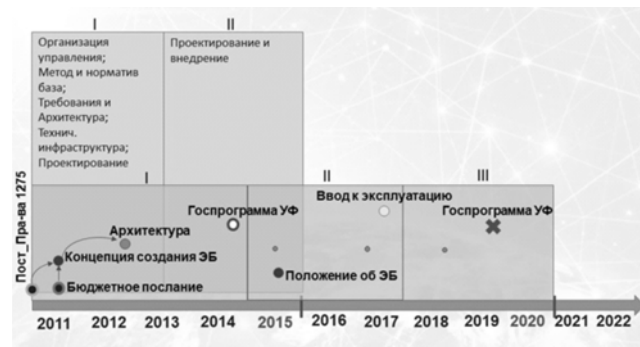 I
II
Организация
управления;
Метод и норматив
база;
Требования и
Архитектура;
Технич.
инфраструктура;
Проектирование
Проектирование и
внедрение
I
II
III
Пост_Пра-ва 1275
Ввод к эксплуатацию
Госпрограмма УФ
Госпрограмма УФ
Архитектура
Концепция создания ЭБ
Положение об ЭБ
Бюджетное послание
2011 2012 2013 2014 2015 2016 2017 2018 2019 2020 2021 2022